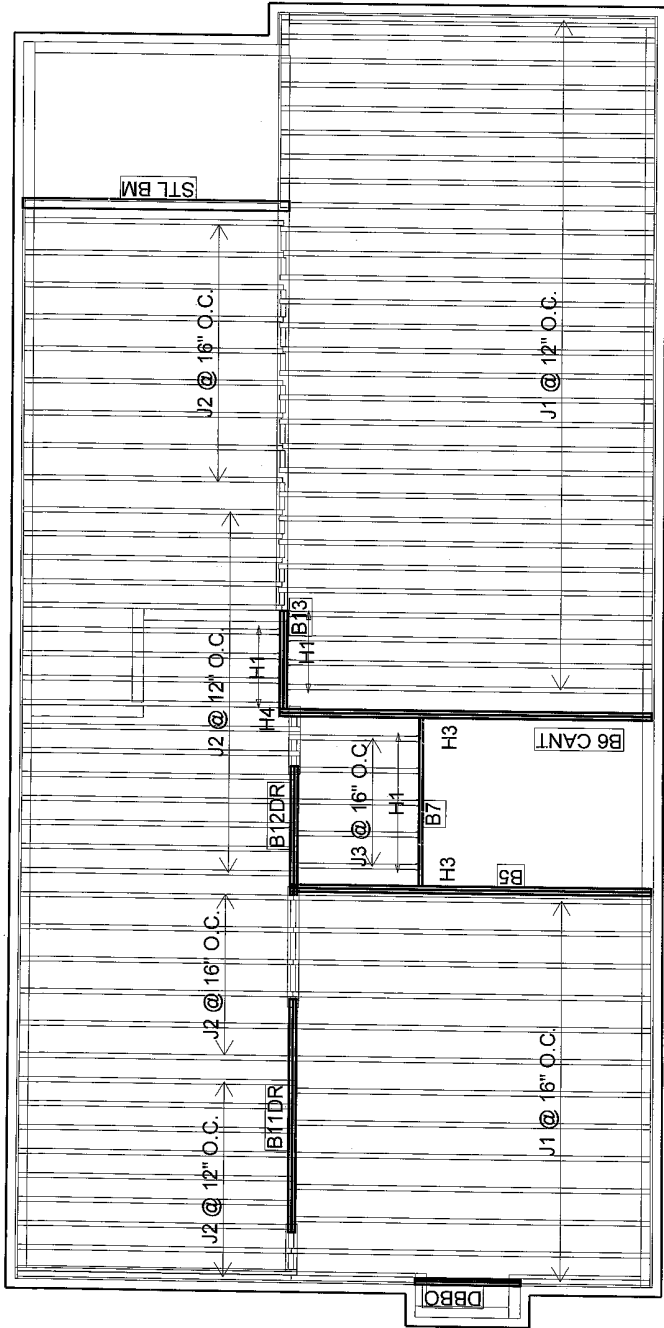 STL BM
J2 @ 16" O.C.
J1 @ 12" O.C.
J2 @ 12" O.C.
H1
B13
H1
H4
B6 CANT
H3
B12DR
J3 @ 16" O.C.
H1
B7
H3
B5
J2 @ 16" O.C.
J1 @ 16" O.C.
B11DR
J2 @ 12" O.C.
DBBO